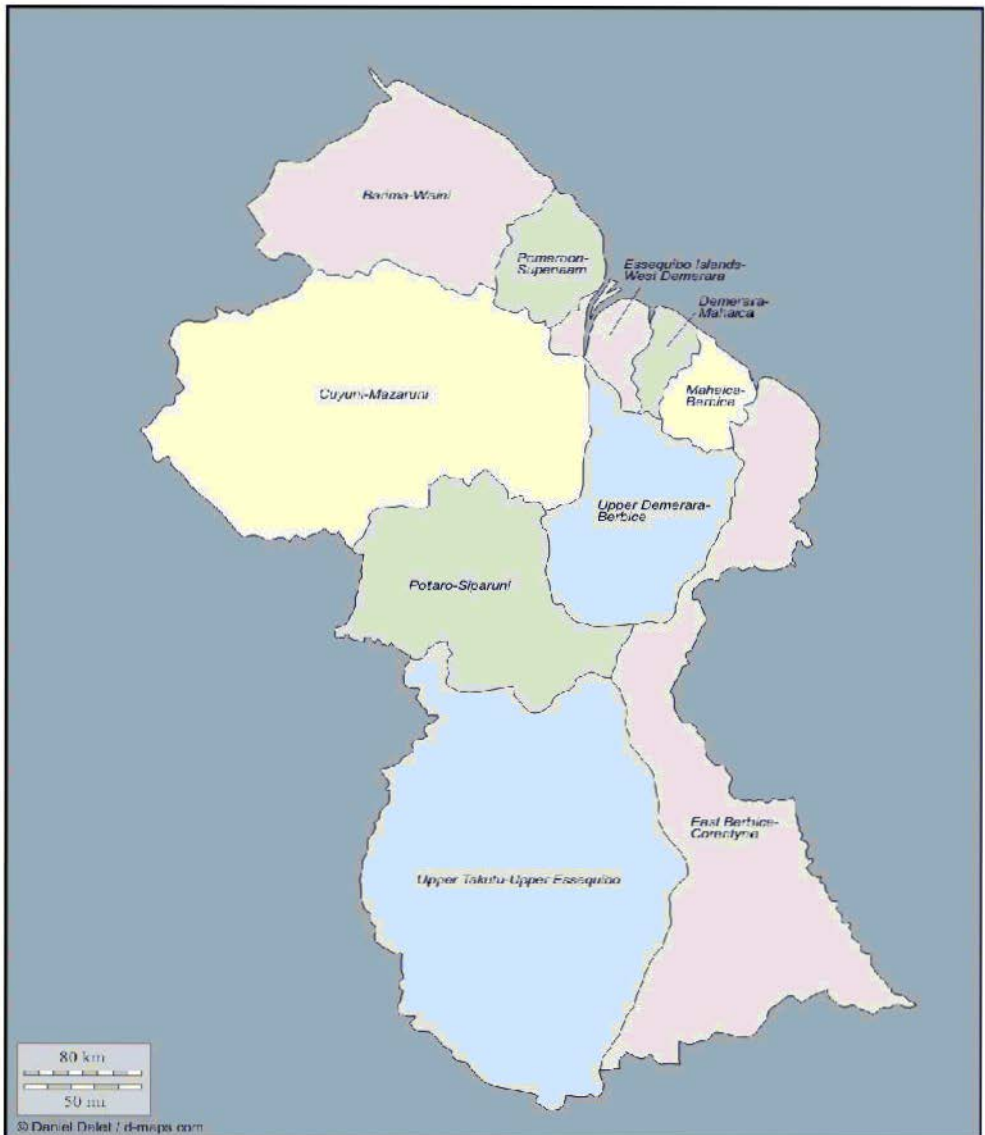 Barima-Waini
Pomeroon-
Supenaam
Essequibo Islands-
West Demerara
Demerara-
Mahaica
Cuyuni-Mazaruni
Mahaica-
Berbice
Upper Demerara-
Berbice
Potaro-Siparuni
East Berbice-
Corentyne
Upper Takutu-Upper Essequibo
80 km
50 mi
© Daniel Dalet / d-maps.com